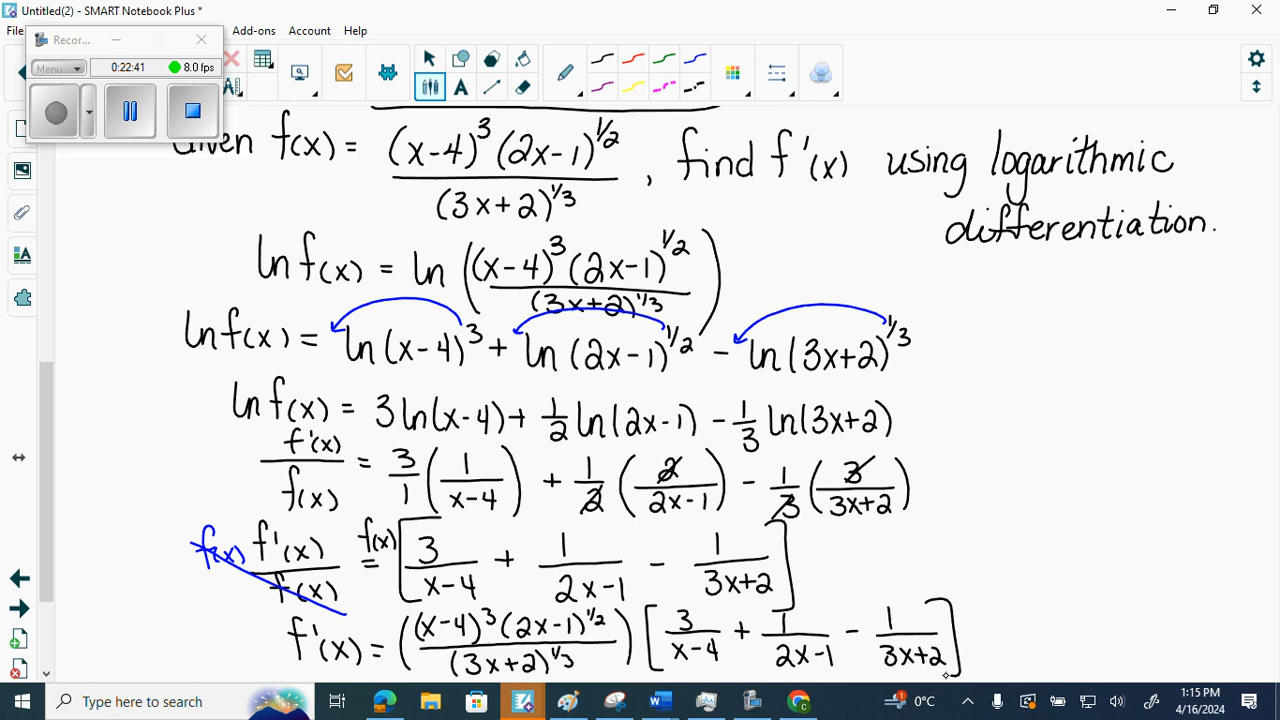 Untitled(2) - SMART Notebook Plus *
Add-ons Account Help
Recor...
Menu 0:22:41 8.0 fps
Given f(x) = (x-4)^3 (2x-1)^1/2 / (3x+2)^1/3 , find f'(x) using logarithmic
differentiation.
ln f(x) = ln ( (x-4)^3 (2x-1)^1/2 / (3x+2)^1/3 )
ln f(x) = ln (x-4)^3 + ln (2x-1)^1/2 - ln (3x+2)^1/3
ln f(x) = 3 ln(x-4) + 1/2 ln(2x-1) - 1/3 ln(3x+2)
f'(x)/f(x) = 3/1 (1/(x-4)) + 1/2 (2/(2x-1)) - 1/3 (3/(3x+2))
f(x) f'(x)/f(x) = f(x) [ 3/(x-4) + 1/(2x-1) - 1/(3x+2) ]
f'(x) = ( (x-4)^3 (2x-1)^1/2 / (3x+2)^1/3 ) [ 3/(x-4) + 1/(2x-1) - 1/(3x+2) ]
Type here to search
0°C
1:15 PM
4/16/2024